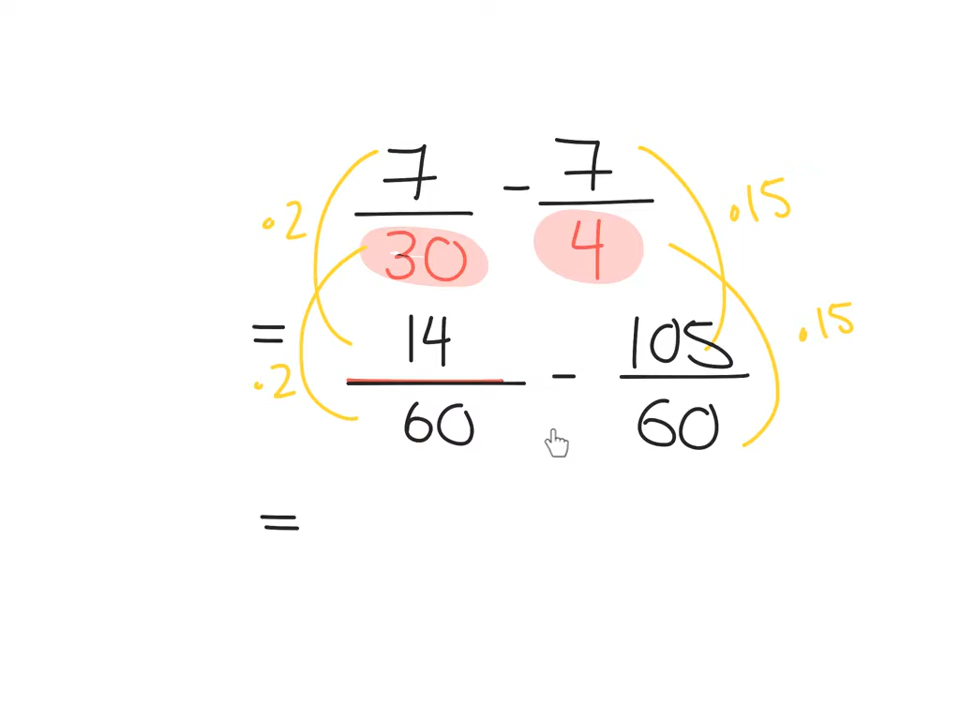 7 - 7
·2 ·15
30 4
= 14 - 105 ·15
·2
60 60
=